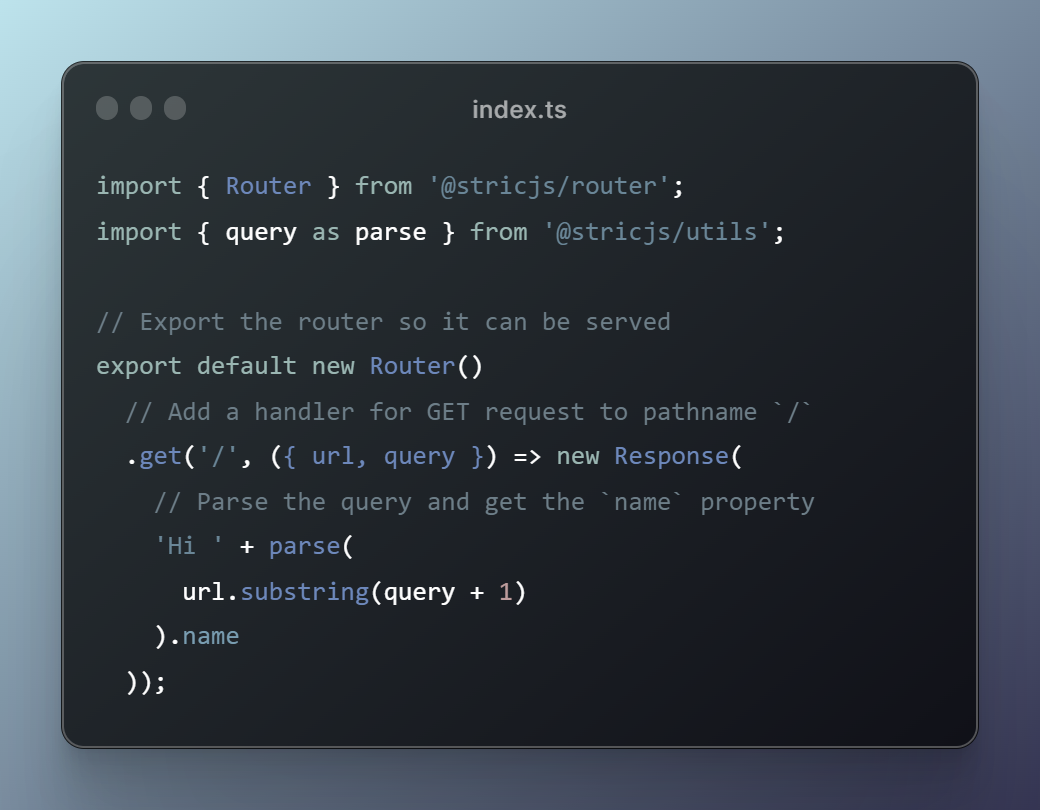 index.ts
import { Router } from '@stricjs/router';
import { query as parse } from '@stricjs/utils';
// Export the router so it can be served
export default new Router()
// Add a handler for GET request to pathname `/`
.get('/', ({ url, query }) => new Response(
// Parse the query and get the `name` property
'Hi ' + parse(
url.substring(query + 1)
).name
));